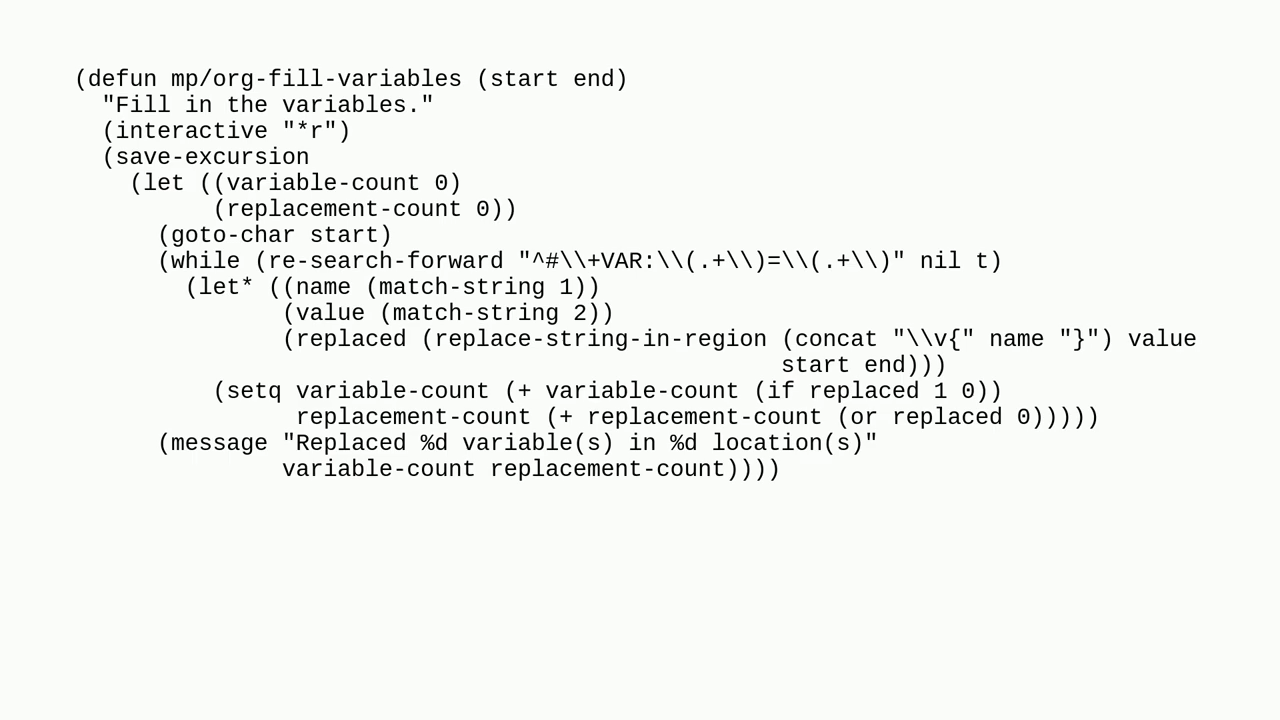 (defun mp/org-fill-variables (start end)
  "Fill in the variables."
  (interactive "*r")
  (save-excursion
    (let ((variable-count 0)
          (replacement-count 0))
      (goto-char start)
      (while (re-search-forward "^#\\+VAR:\\(.+\\)=\\(.+\\)" nil t)
        (let* ((name (match-string 1))
               (value (match-string 2))
               (replaced (replace-string-in-region (concat "\\v{" name "}") value
                                                   start end)))
          (setq variable-count (+ variable-count (if replaced 1 0))
                replacement-count (+ replacement-count (or replaced 0)))))
      (message "Replaced %d variable(s) in %d location(s)"
               variable-count replacement-count))))